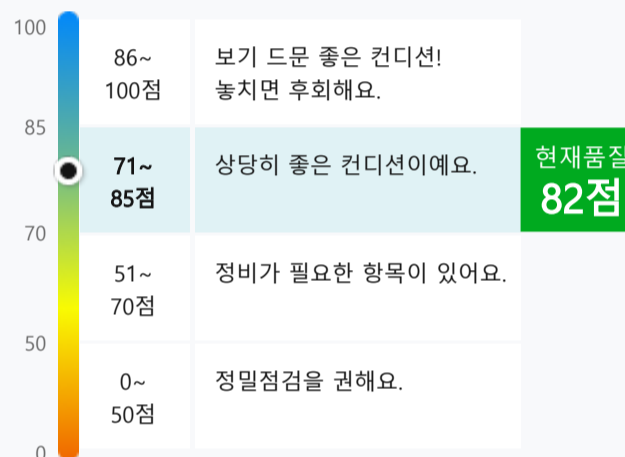 100
86~
100점
보기 드문 좋은 컨디션!
놓치면 후회해요.
85
71~
85점
상당히 좋은 컨디션이예요.
현재품질
82점
70
51~
70점
정비가 필요한 항목이 있어요.
50
0~
50점
정밀점검을 권해요.
0